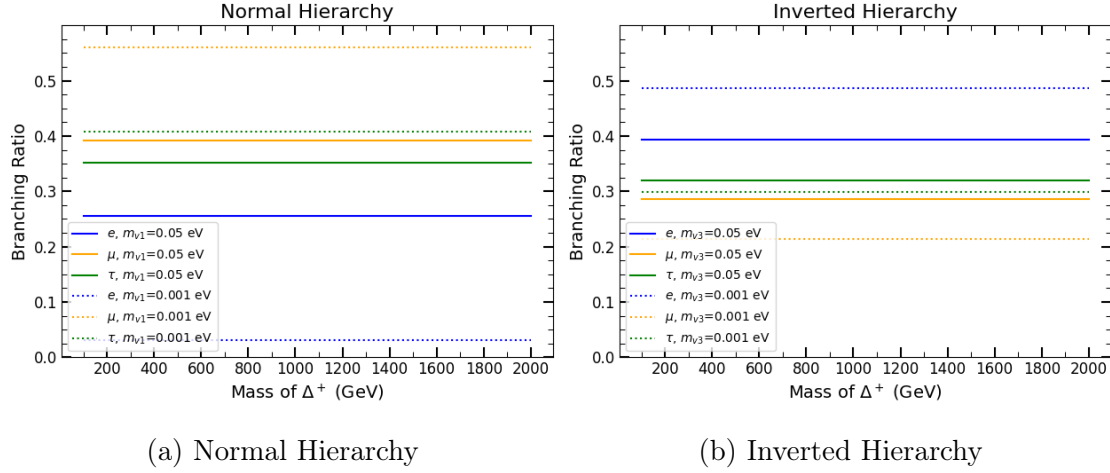 Normal Hierarchy
Branching Ratio
0.5
0.4
0.3
0.2
0.1
0.0
e, mν1=0.05 eV
μ, mν1=0.05 eV
τ, mν1=0.05 eV
e, mν1=0.001 eV
μ, mν1=0.001 eV
τ, mν1=0.001 eV
200 400 600 800 1000 1200 1400 1600 1800 2000
Mass of Δ⁺ (GeV)
(a) Normal Hierarchy
Inverted Hierarchy
Branching Ratio
0.5
0.4
0.3
0.2
0.1
0.0
e, mν3=0.05 eV
μ, mν3=0.05 eV
τ, mν3=0.05 eV
e, mν3=0.001 eV
μ, mν3=0.001 eV
τ, mν3=0.001 eV
200 400 600 800 1000 1200 1400 1600 1800 2000
Mass of Δ⁺ (GeV)
(b) Inverted Hierarchy